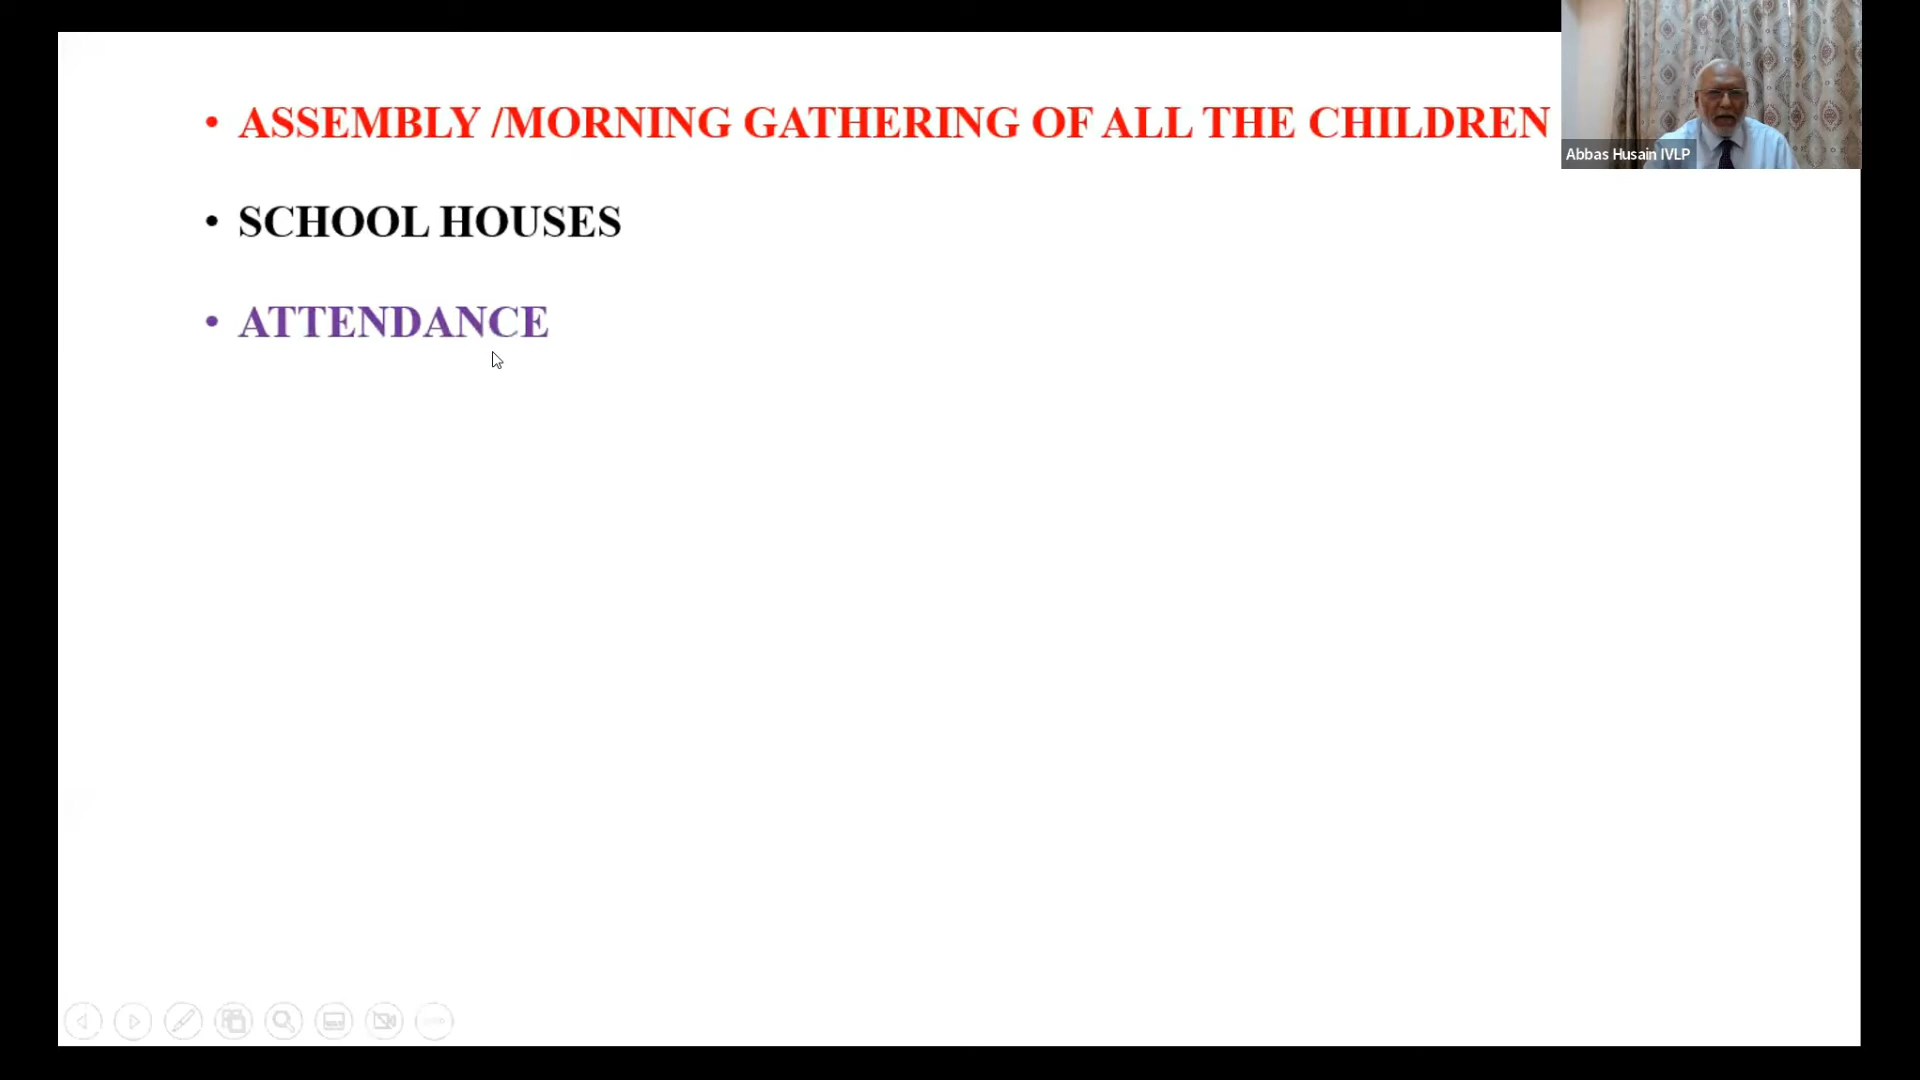 • ASSEMBLY /MORNING GATHERING OF ALL THE CHILDREN
• SCHOOL HOUSES
• ATTENDANCE
Abbas Husain IVLP